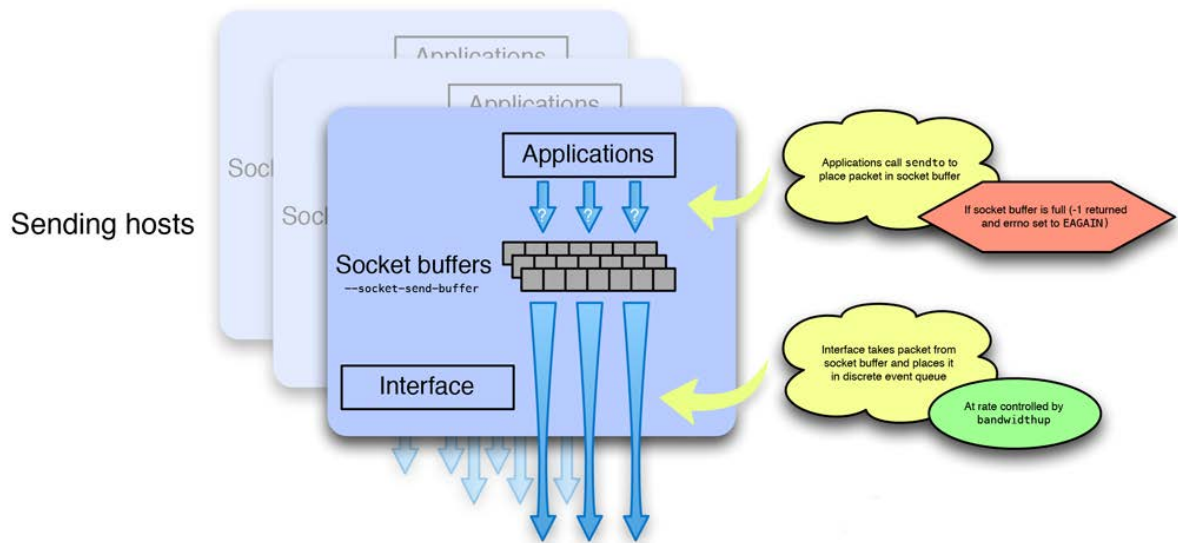 Applications
Applications
Applications
Sock
Sock
Sending hosts
? ? ?
Socket buffers
--socket-send-buffer
Interface
Applications call sendto to
place packet in socket buffer
If socket buffer is full (-1 returned
and errno set to EAGAIN)
Interface takes packet from
socket buffer and places it
in discrete event queue
At rate controlled by
bandwidthup